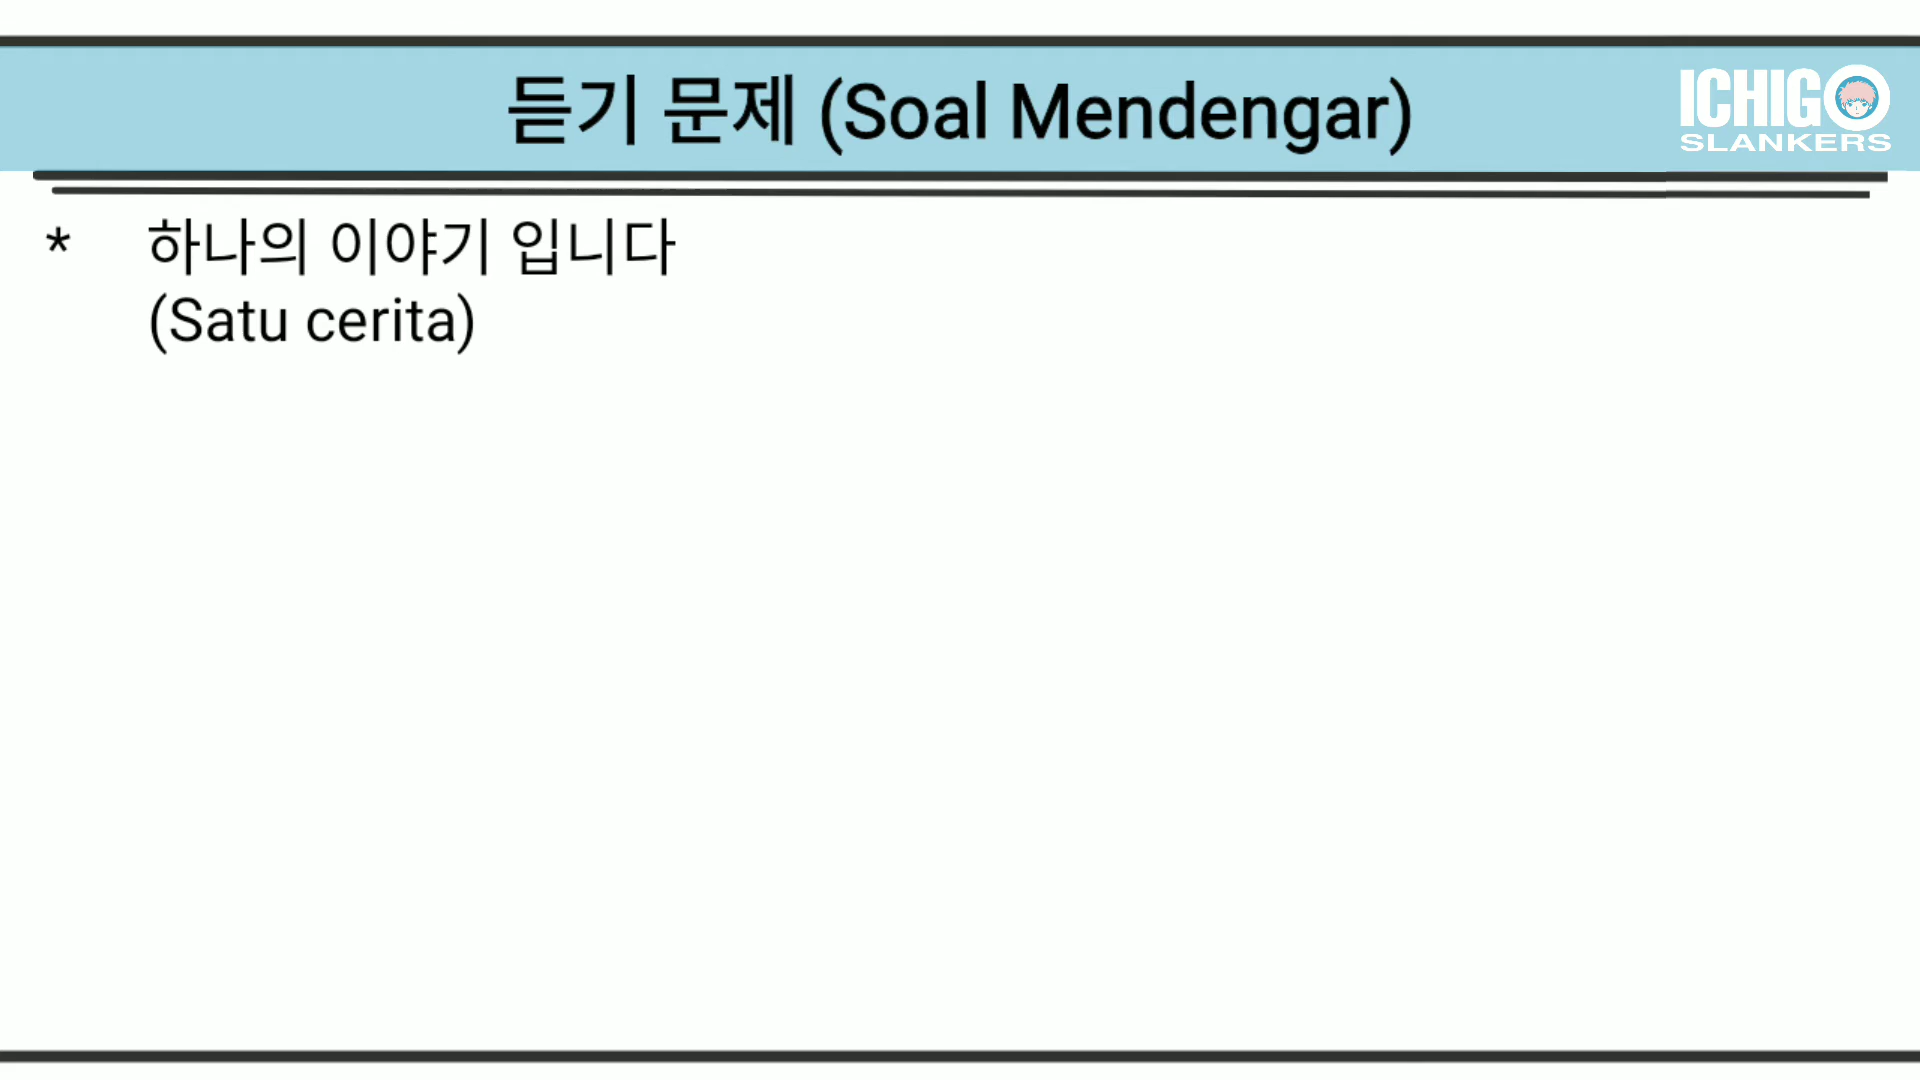 듣기 문제 (Soal Mendengar)
ICHIGO
SLANKERS
* 하나의 이야기 입니다
(Satu cerita)